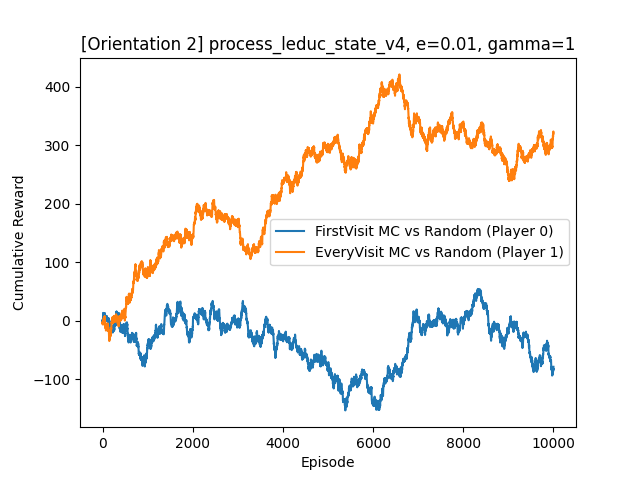 [Orientation 2] process_leduc_state_v4, e=0.01, gamma=1
400
300
200
100
0
−100
Cumulative Reward
FirstVisit MC vs Random (Player 0)
EveryVisit MC vs Random (Player 1)
0 2000 4000 6000 8000 10000
Episode